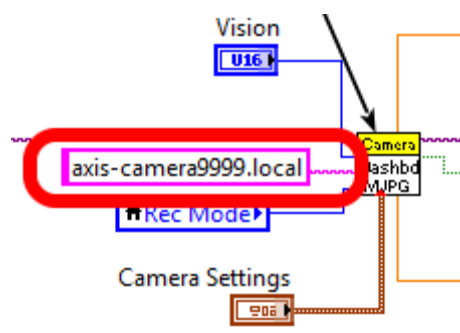 Vision
U16
Camera
axis-camera9999.local
dashbd
MJPG
Rec Mode
Camera Settings